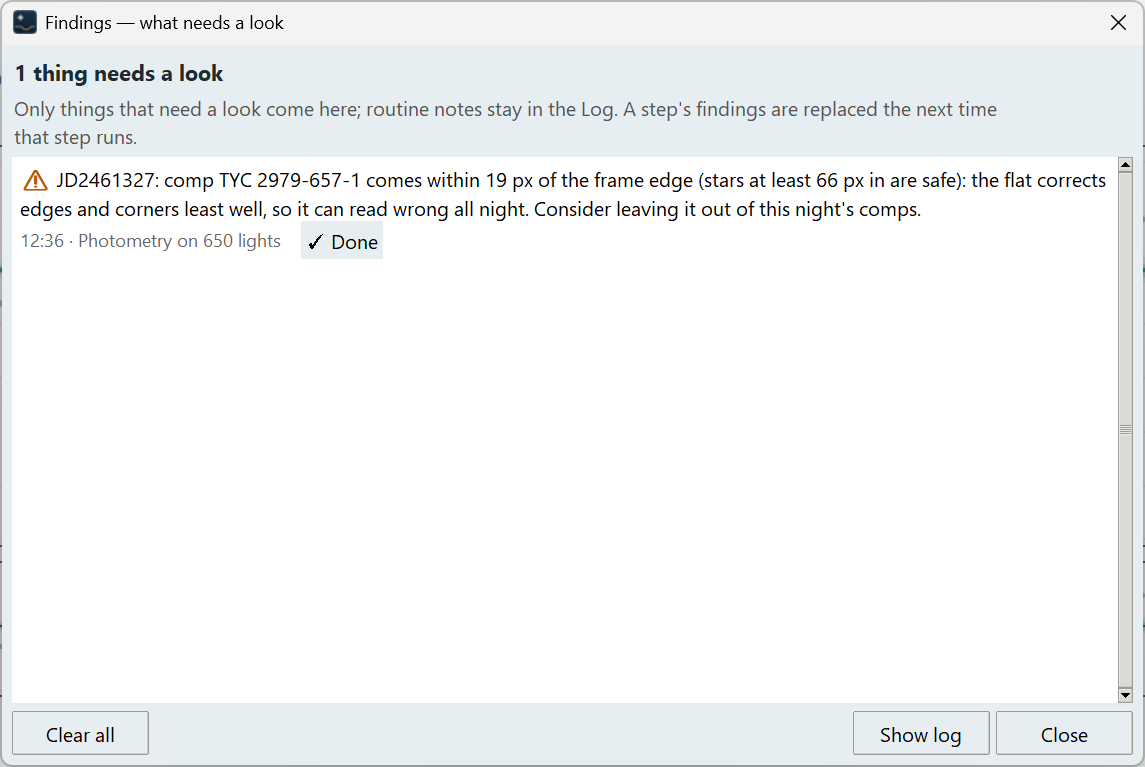 Findings — what needs a look
1 thing needs a look
Only things that need a look come here; routine notes stay in the Log. A step's findings are replaced the next time
that step runs.
JD2461327: comp TYC 2979-657-1 comes within 19 px of the frame edge (stars at least 66 px in are safe): the flat corrects
edges and corners least well, so it can read wrong all night. Consider leaving it out of this night's comps.
12:36 · Photometry on 650 lights ✓ Done
Clear all Show log Close